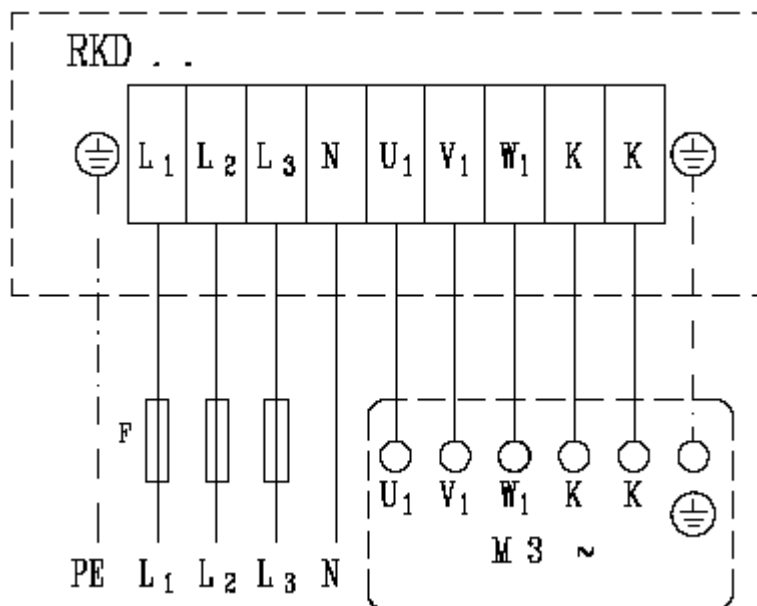 RKD . .
L₁ L₂ L₃ N U₁ V₁ W₁ K K
F
U₁ V₁ W₁ K K
M 3 ~
PE L₁ L₂ L₃ N